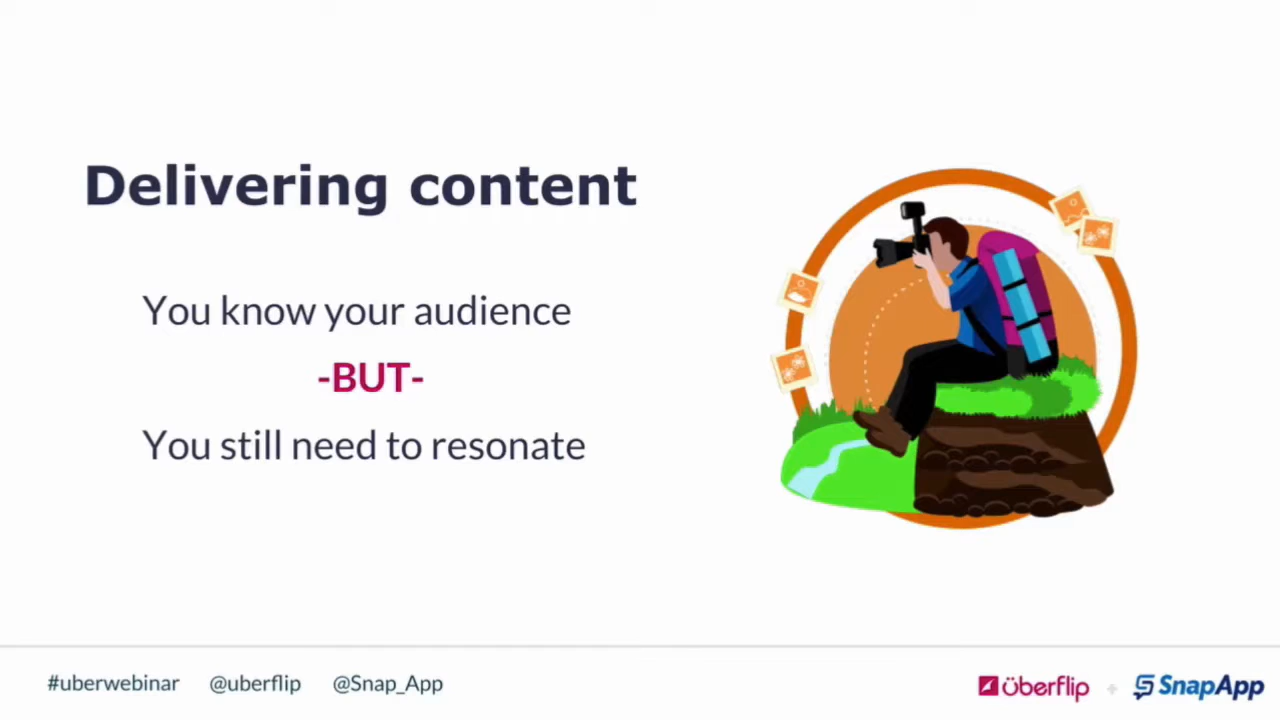 Delivering content
You know your audience
-BUT-
You still need to resonate
#uberwebinar @uberflip @Snap_App
überflip + SnapApp